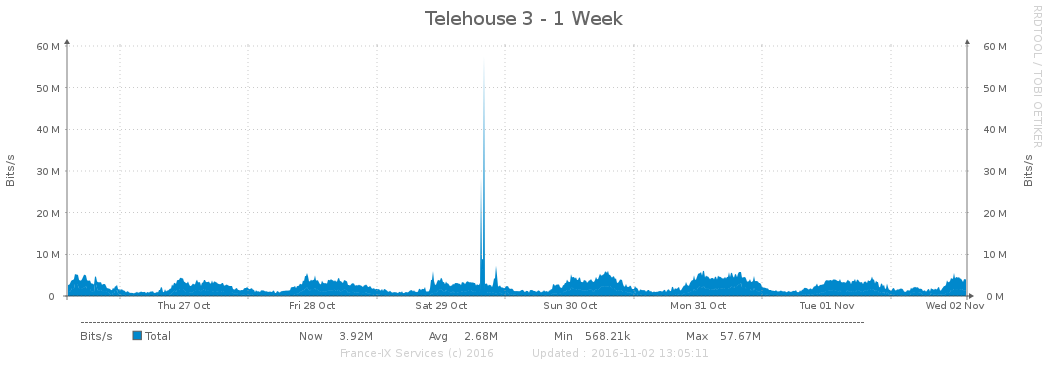 Telehouse 3 - 1 Week
RRDTOOL / TOBI OETIKER
60 M 60 M
50 M 50 M
40 M 40 M
30 M 30 M
20 M 20 M
10 M 10 M
0 0 M
Bits/s
Bits/s
Thu 27 Oct Fri 28 Oct Sat 29 Oct Sun 30 Oct Mon 31 Oct Tue 01 Nov Wed 02 Nov
Bits/s Total Now 3.92M Avg 2.68M Min 568.21k Max 57.67M
France-IX Services (c) 2016 Updated : 2016-11-02 13:05:11